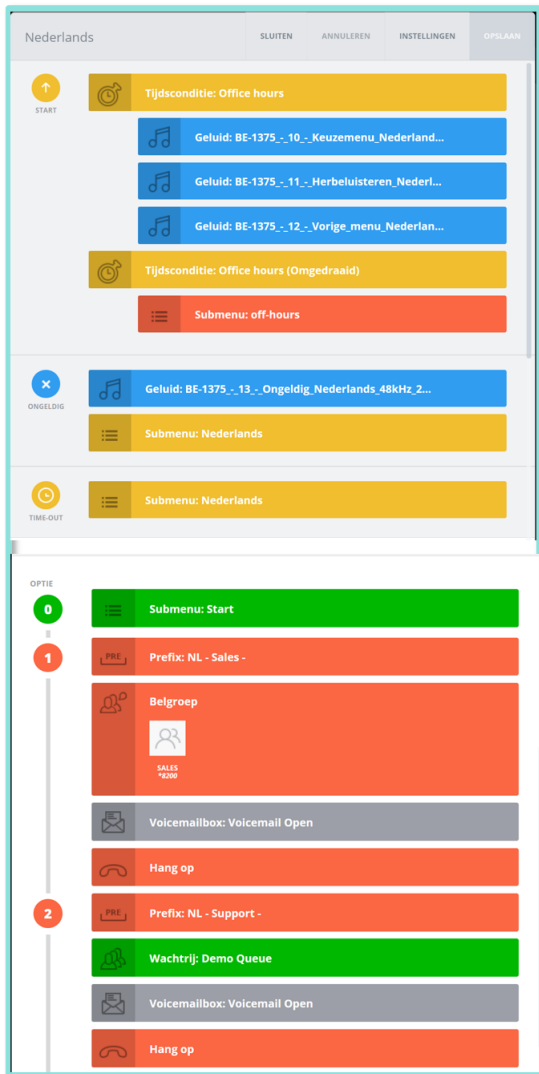 Nederlands
SLUITEN ANNULEREN INSTELLINGEN OPSLAAN
START
Tijdsconditie: Office hours
Geluid: BE-1375_-_10_-_Keuzemenu_Nederland...
Geluid: BE-1375_-_11_-_Herbeluisteren_Nederl...
Geluid: BE-1375_-_12_-_Vorige_menu_Nederlan...
Tijdsconditie: Office hours (Omgedraaid)
Submenu: off-hours
ONGELDIG
Geluid: BE-1375_-_13_-_Ongeldig_Nederlands_48kHz_2...
Submenu: Nederlands
TIME-OUT
Submenu: Nederlands
OPTIE
0
Submenu: Start
1
PRE
Prefix: NL - Sales -
Belgroep
SALES
*8200
Voicemailbox: Voicemail Open
Hang op
2
PRE
Prefix: NL - Support -
Wachtrij: Demo Queue
Voicemailbox: Voicemail Open
Hang op